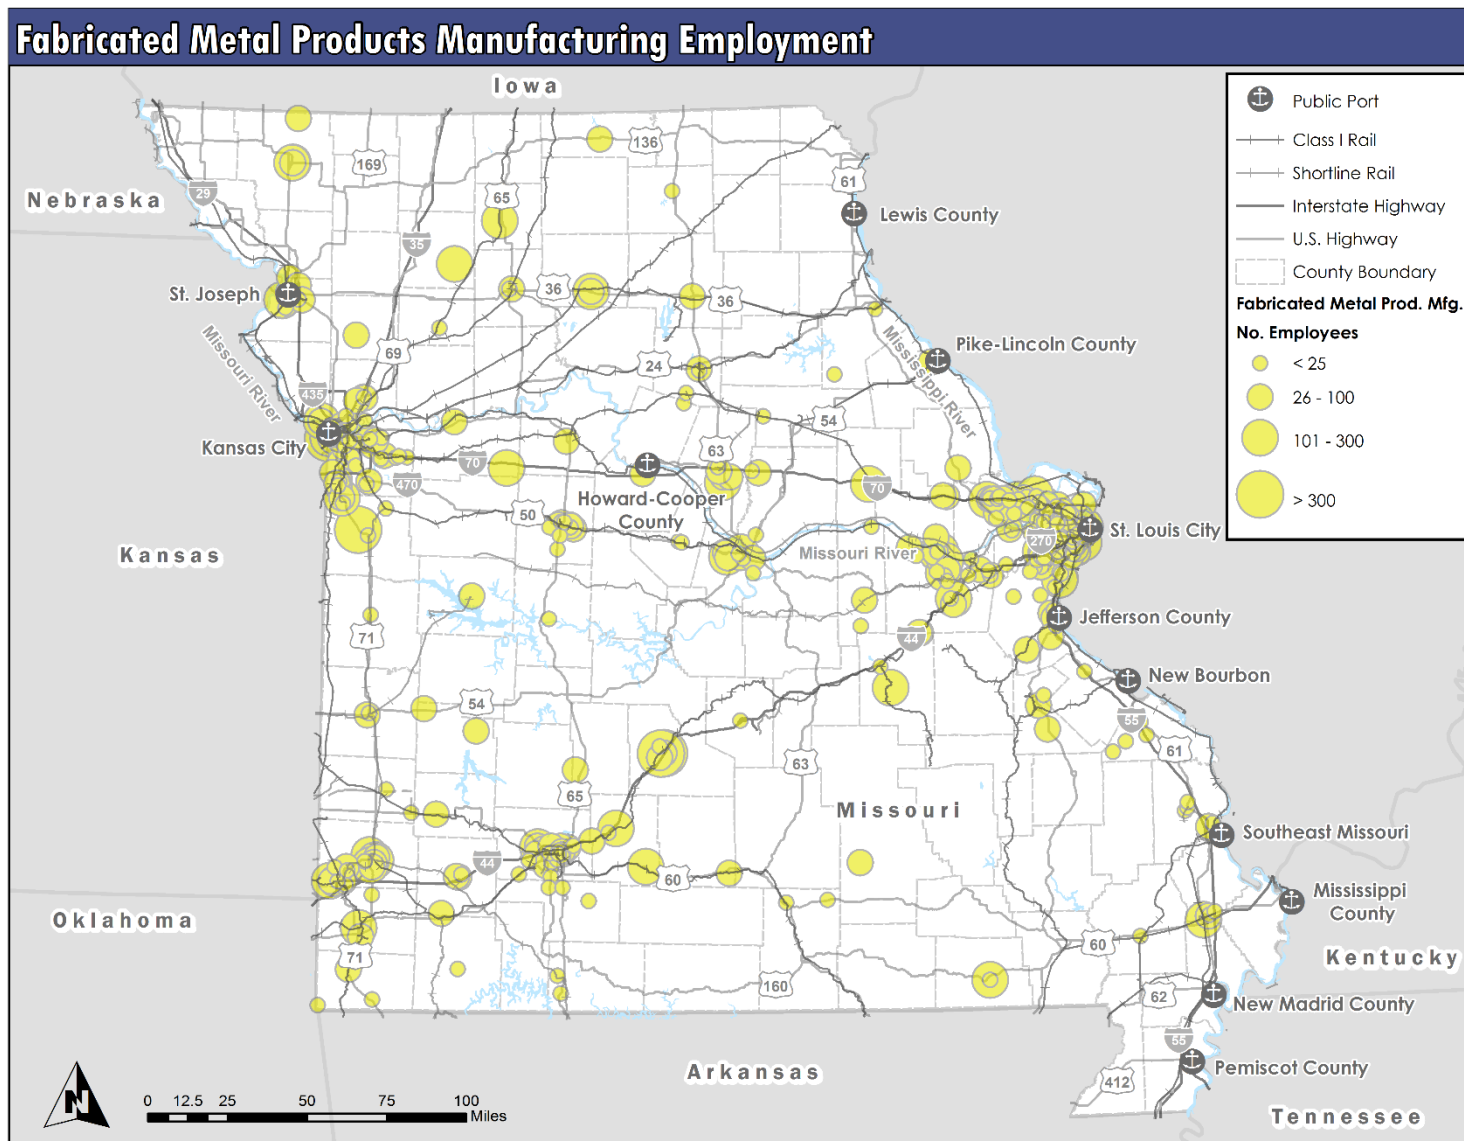 Fabricated Metal Products Manufacturing Employment
Iowa
Public Port
Class I Rail
Shortline Rail
Interstate Highway
U.S. Highway
County Boundary
Fabricated Metal Prod. Mfg.
No. Employees
< 25
26 - 100
101 - 300
> 300
136
169
61
29
Nebraska
65
Lewis County
35
St. Joseph
36
36
Missouri River
69
24
Pike-Lincoln County
Mississippi River
435
54
Kansas City
63
70
470
70
Howard-Cooper
County
50
St. Louis City
270
Kansas
Missouri River
Jefferson County
71
44
New Bourbon
54
55
61
63
65
Missouri
Southeast Missouri
44
60
Mississippi
County
Oklahoma
60
71
Kentucky
160
62
New Madrid County
55
Arkansas
Pemiscot County
412
N
0 12.5 25 50 75 100
Miles
Tennessee